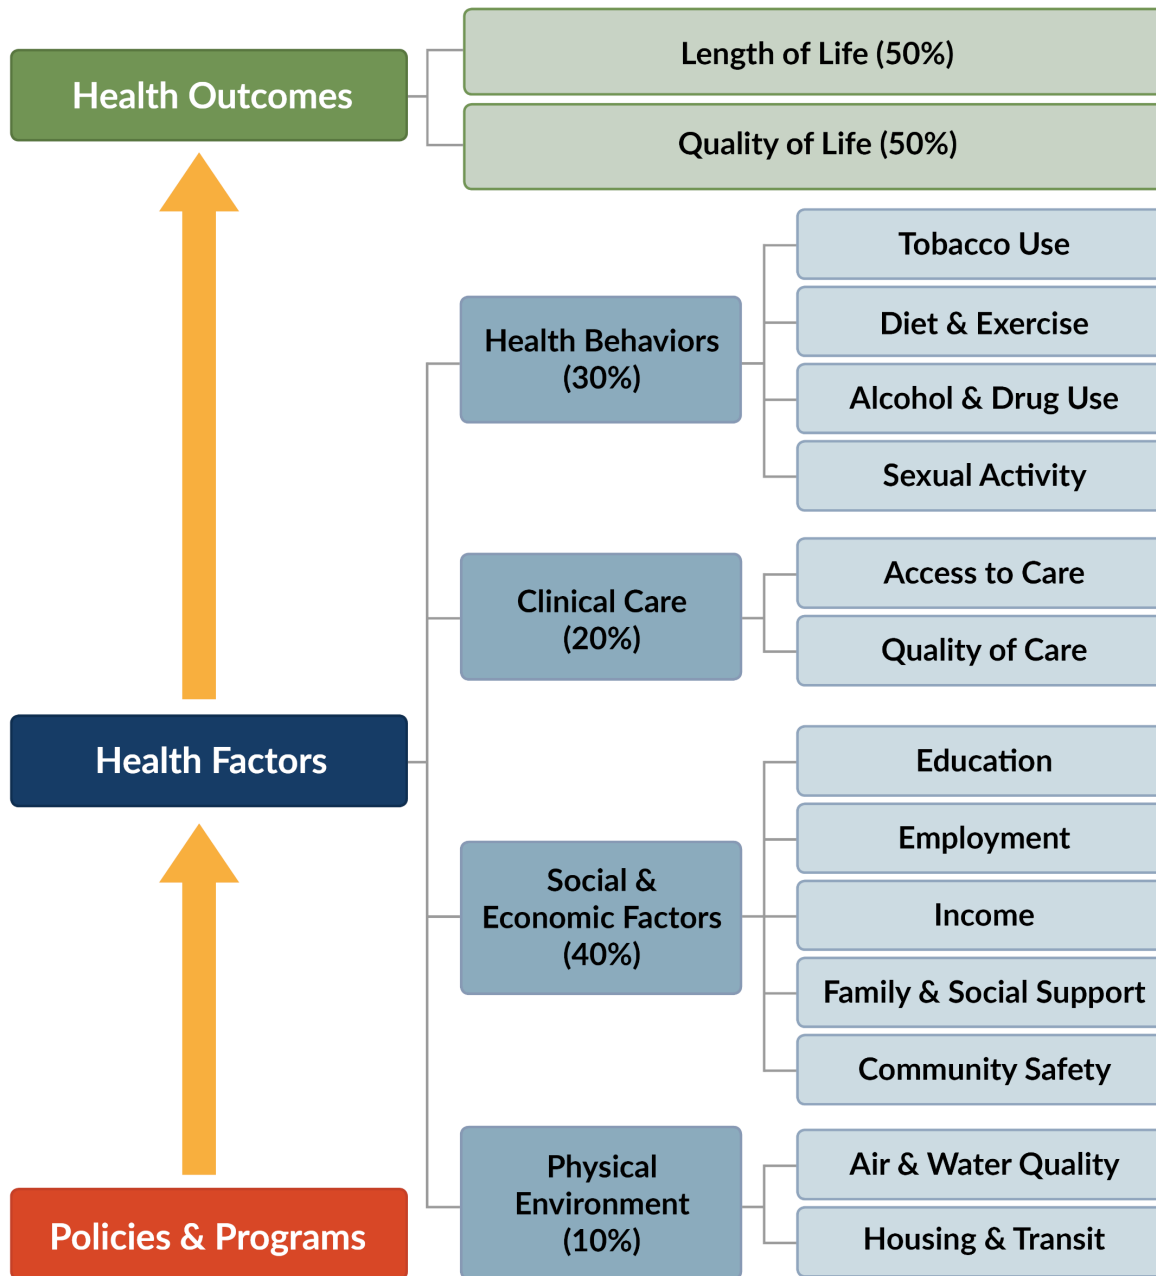 Health Outcomes
Length of Life (50%)
Quality of Life (50%)
Health Factors
Health Behaviors
(30%)
Tobacco Use
Diet & Exercise
Alcohol & Drug Use
Sexual Activity
Clinical Care
(20%)
Access to Care
Quality of Care
Social &
Economic Factors
(40%)
Education
Employment
Income
Family & Social Support
Community Safety
Physical
Environment
(10%)
Air & Water Quality
Housing & Transit
Policies & Programs